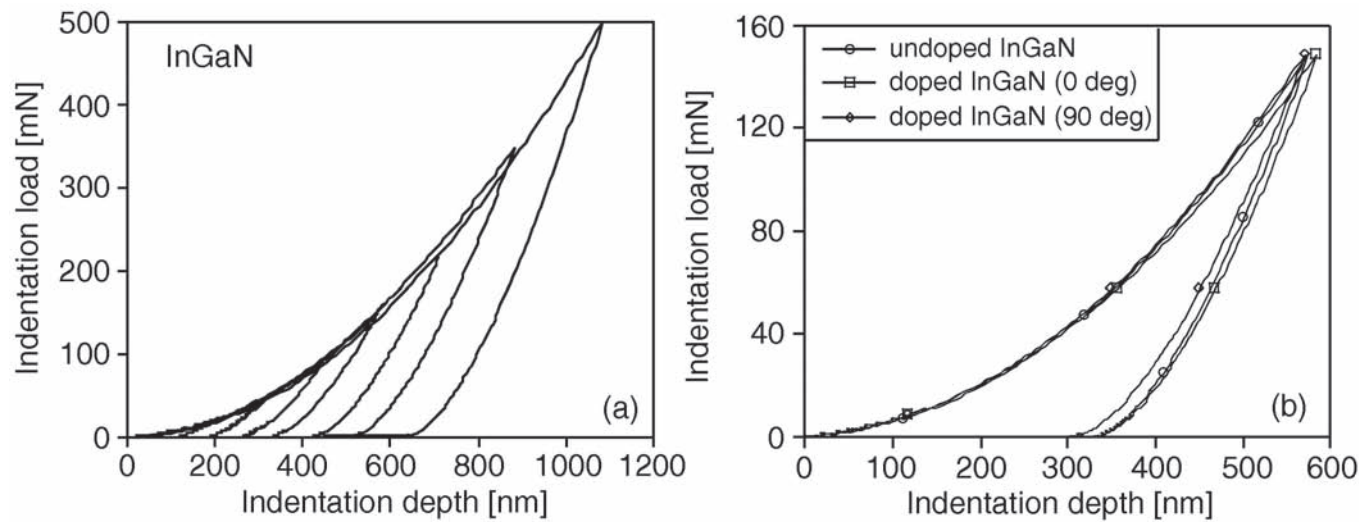 500
400
300
200
100
0
Indentation load [mN]
InGaN
(a)
0 200 400 600 800 1000 1200
Indentation depth [nm]
160
120
80
40
0
Indentation load [mN]
undoped InGaN
doped InGaN (0 deg)
doped InGaN (90 deg)
(b)
0 100 200 300 400 500 600
Indentation depth [nm]